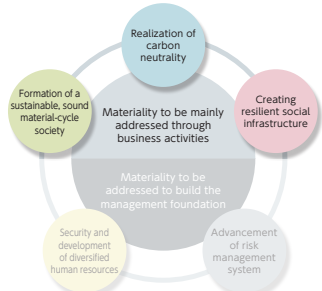 Realization of
carbon
neutrality
Formation of a
sustainable, sound
material-cycle
society
Creating
resilient social
infrastructure
Materiality to be mainly
addressed through
business activities
Materiality to be
addressed to build the
management foundation
Security and
development
of diversified
human resources
Advancement
of risk
management
system